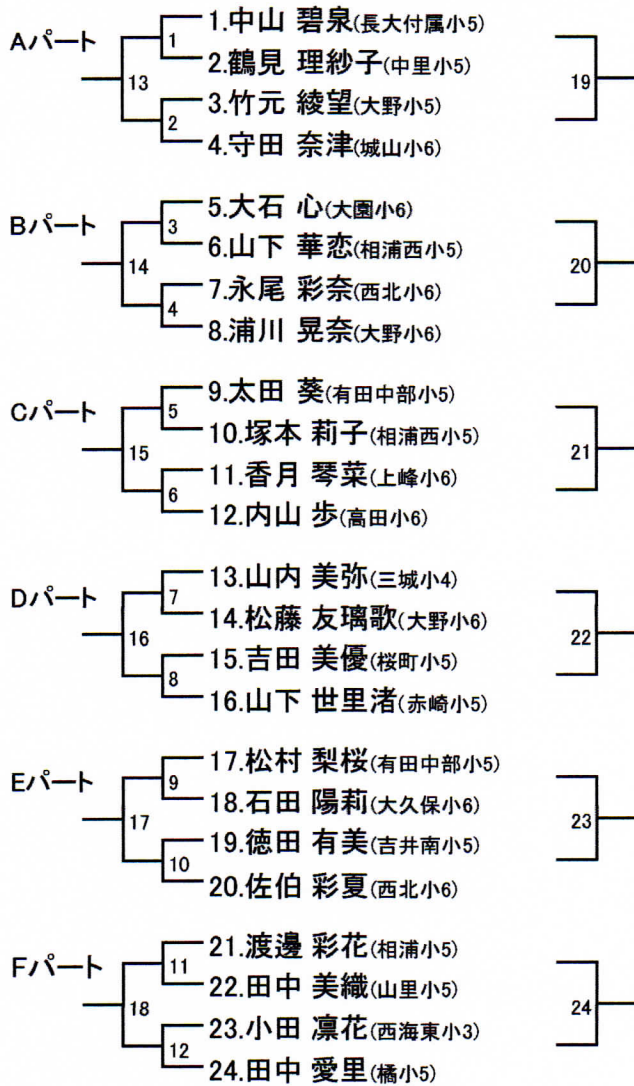 Aパート
1
1.中山 碧泉(長大付属小5)
2.鶴見 理紗子(中里小5)
13
19
2
3.竹元 綾望(大野小5)
4.守田 奈津(城山小6)
Bパート
3
5.大石 心(大園小6)
6.山下 華恋(相浦西小5)
14
20
4
7.永尾 彩奈(西北小6)
8.浦川 晃奈(大野小6)
Cパート
5
9.太田 葵(有田中部小5)
10.塚本 莉子(相浦西小5)
15
21
6
11.香月 琴菜(上峰小6)
12.内山 歩(高田小6)
Dパート
7
13.山内 美弥(三城小4)
14.松藤 友璃歌(大野小6)
16
22
8
15.吉田 美優(桜町小5)
16.山下 世里渚(赤崎小5)
Eパート
9
17.松村 梨桜(有田中部小5)
18.石田 陽莉(大久保小6)
17
23
10
19.徳田 有美(吉井南小5)
20.佐伯 彩夏(西北小6)
Fパート
11
21.渡邊 彩花(相浦小5)
22.田中 美織(山里小5)
18
24
12
23.小田 凛花(西海東小3)
24.田中 愛里(橘小5)